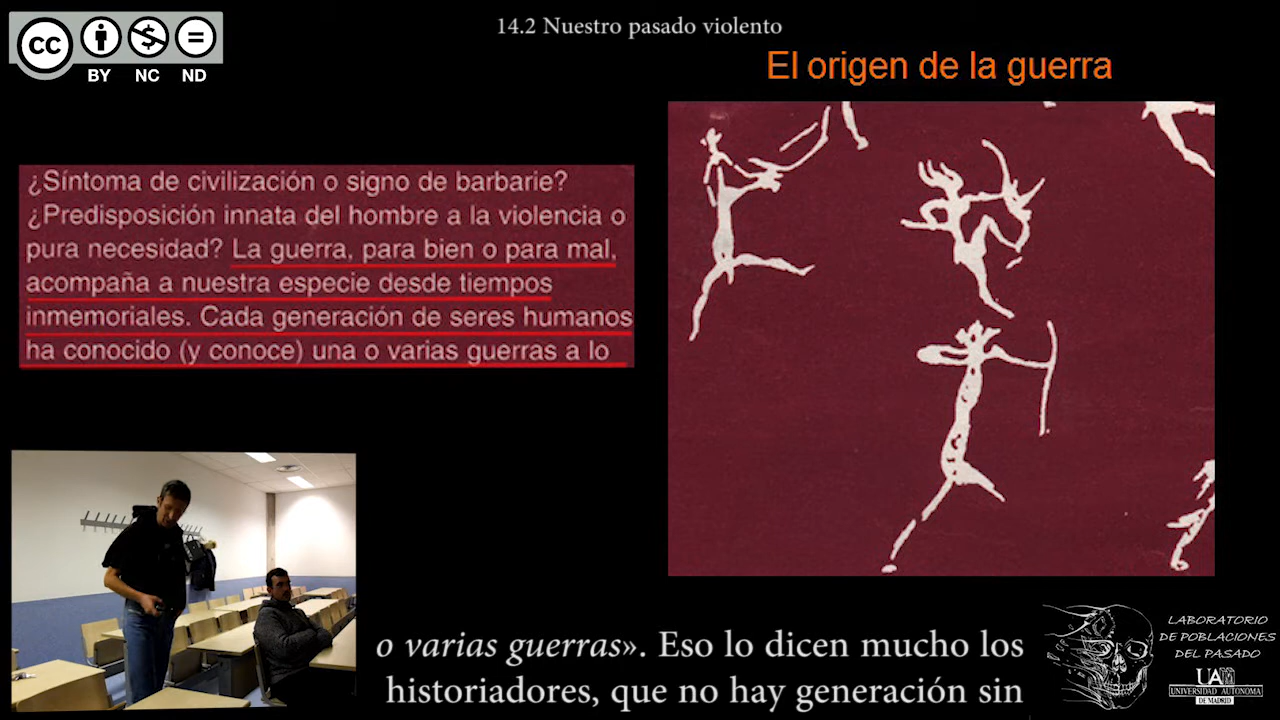 14.2 Nuestro pasado violento
El origen de la guerra
CC
BY NC ND
¿Síntoma de civilización o signo de barbarie?
¿Predisposición innata del hombre a la violencia o
pura necesidad? La guerra, para bien o para mal,
acompaña a nuestra especie desde tiempos
inmemoriales. Cada generación de seres humanos
ha conocido (y conoce) una o varias guerras a lo
o varias guerras». Eso lo dicen mucho los
historiadores, que no hay generación sin
LABORATORIO
DE POBLACIONES
DEL PASADO
UAM
UNIVERSIDAD AUTONOMA
DE MADRID